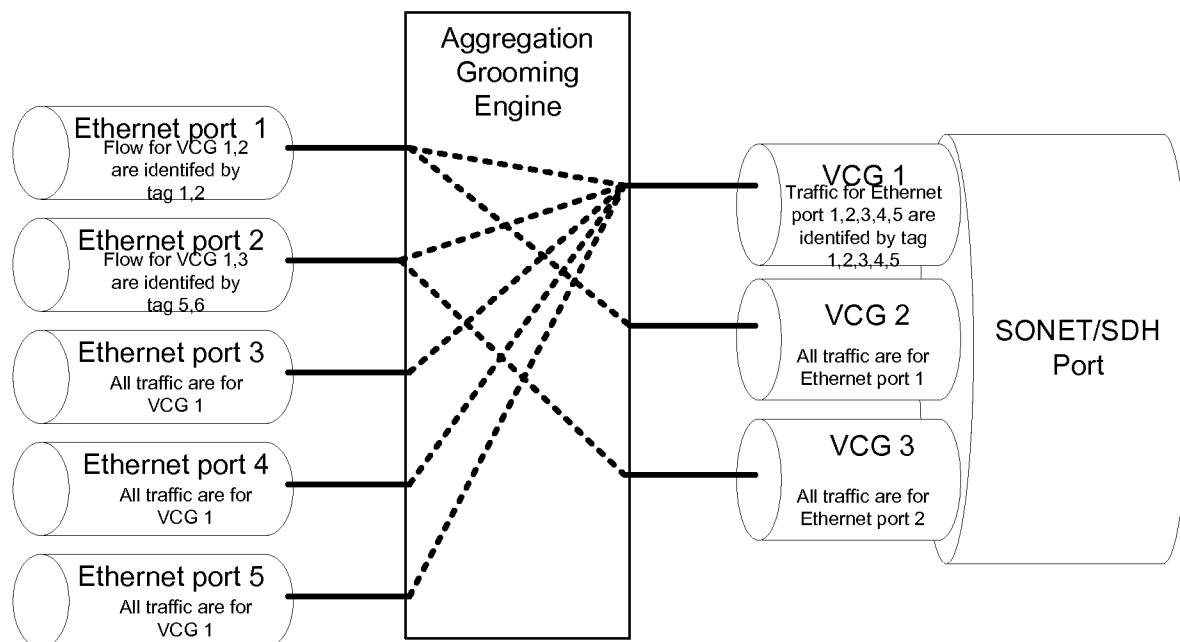 Aggregation
Grooming
Engine
Ethernet port 1
Flow for VCG 1,2
are identifed by
tag 1,2
Ethernet port 2
Flow for VCG 1,3
are identifed by
tag 5,6
Ethernet port 3
All traffic are for
VCG 1
Ethernet port 4
All traffic are for
VCG 1
Ethernet port 5
All traffic are for
VCG 1
VCG 1
Traffic for Ethernet
port 1,2,3,4,5 are
identifed by tag
1,2,3,4,5
VCG 2
All traffic are for
Ethernet port 1
VCG 3
All traffic are for
Ethernet port 2
SONET/SDH
Port